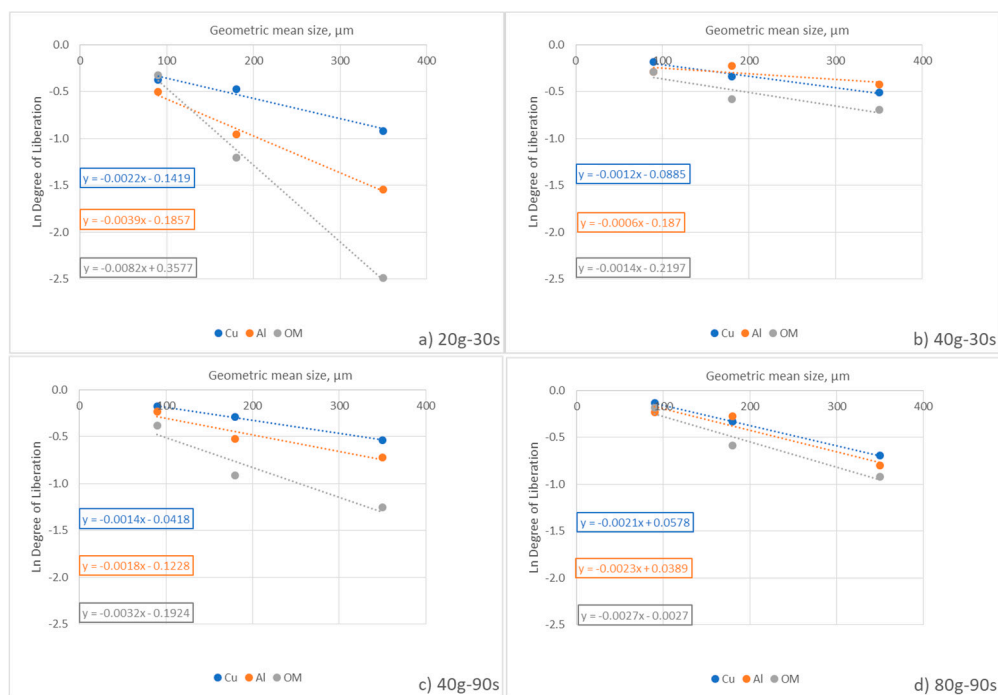 Geometric mean size, μm
0.0
0 100 200 300 400
-0.5
-1.0
-1.5
-2.0
-2.5
Ln Degree of Liberation
y = -0.0022x - 0.1419
y = -0.0039x - 0.1857
y = -0.0082x + 0.3577
Cu Al OM
a) 20g-30s
Geometric mean size, μm
0.0
0 100 200 300 400
-0.5
-1.0
-1.5
-2.0
-2.5
Ln Degree of Liberation
y = -0.0012x - 0.0885
y = -0.0006x - 0.187
y = -0.0014x - 0.2197
Cu Al OM
b) 40g-30s
Geometric mean size, μm
0.0
0 100 200 300 400
-0.5
-1.0
-1.5
-2.0
-2.5
Ln Degree of Liberation
y = -0.0014x - 0.0418
y = -0.0018x - 0.1228
y = -0.0032x - 0.1924
Cu Al OM
c) 40g-90s
Geometric mean size, μm
0.0
0 100 200 300 400
-0.5
-1.0
-1.5
-2.0
-2.5
Ln Degree of Liberation
y = -0.0021x + 0.0578
y = -0.0023x + 0.0389
y = -0.0027x - 0.0027
Cu Al OM
d) 80g-90s